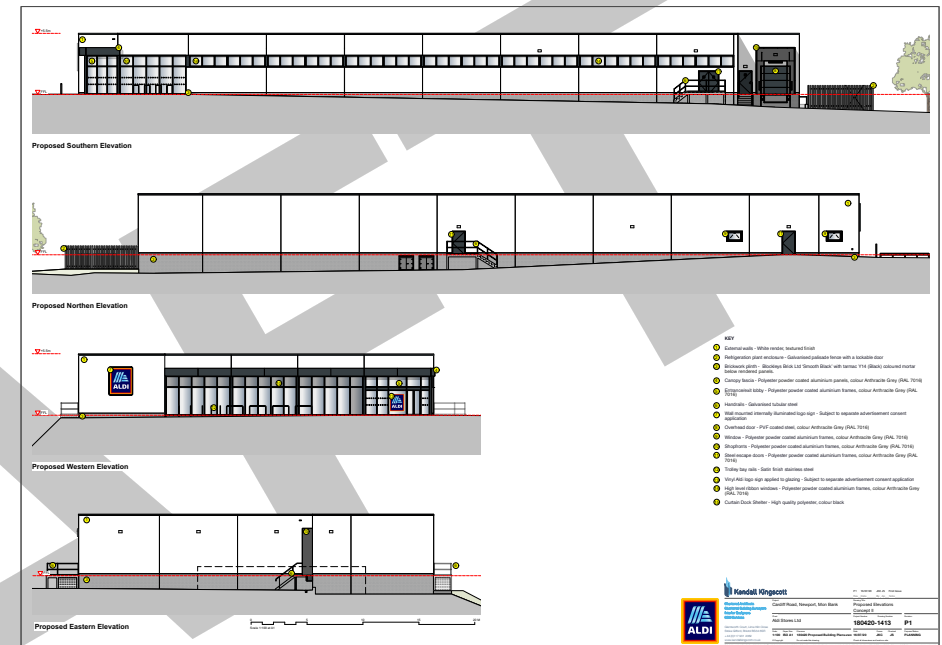 Proposed Southern Elevation
Proposed Northen Elevation
ALDI
ALDI
Proposed Western Elevation
Proposed Eastern Elevation
KEY
External walls - White render, textured finish
Refrigeration plant enclosure - Galvanised palisade fence with a lockable door
Brickwork plinth - Blockleys Brick Ltd 'Smooth Black' with tarmac Y14 (Black) coloured mortar
below rendered panels.
Canopy fascia - Polyester powder coated aluminium panels, colour Anthracite Grey (RAL 7016)
Entrance/exit lobby - Polyester powder coated aluminium frames, colour Anthracite Grey (RAL
7016)
Handrails - Galvanised tubular steel
Wall mounted internally illuminated logo sign - Subject to separate advertisement consent
application
Overhead door - PVF coated steel, colour Anthracite Grey (RAL 7016)
Window - Polyester powder coated aluminium frames, colour Anthracite Grey (RAL 7016)
Shopfronts - Polyester powder coated aluminium frames, colour Anthracite Grey (RAL 7016)
Steel escape doors - Polyester powder coated aluminium frames, colour Anthracite Grey (RAL
7016)
Trolley bay rails - Satin finish stainless steel
Vinyl Aldi logo sign applied to glazing - Subject to separate advertisement consent application
High level ribbon windows - Polyester powder coated aluminium frames, colour Anthracite Grey
(RAL 7016)
Curtain Dock Shelter - High quality polyester, colour black
Kendall Kingscott
Cardiff Road, Newport, Mon Bank
Proposed Elevations
Concept 5
Aldi Stores Ltd
180420-1413 P1
ALDI